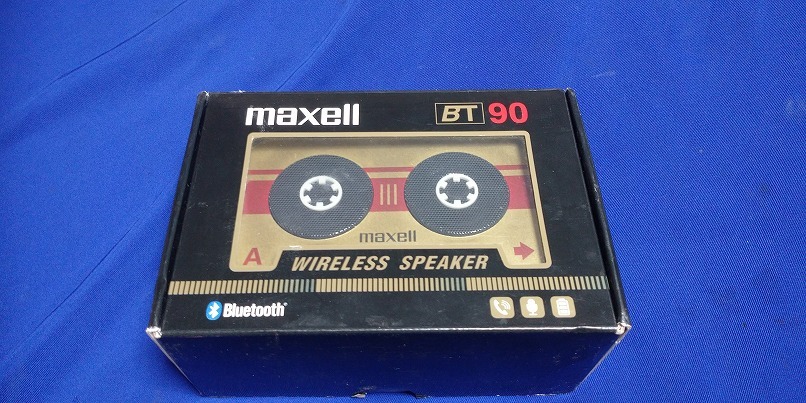 maxell BT 90
maxell
A
WIRELESS SPEAKER
Bluetooth®